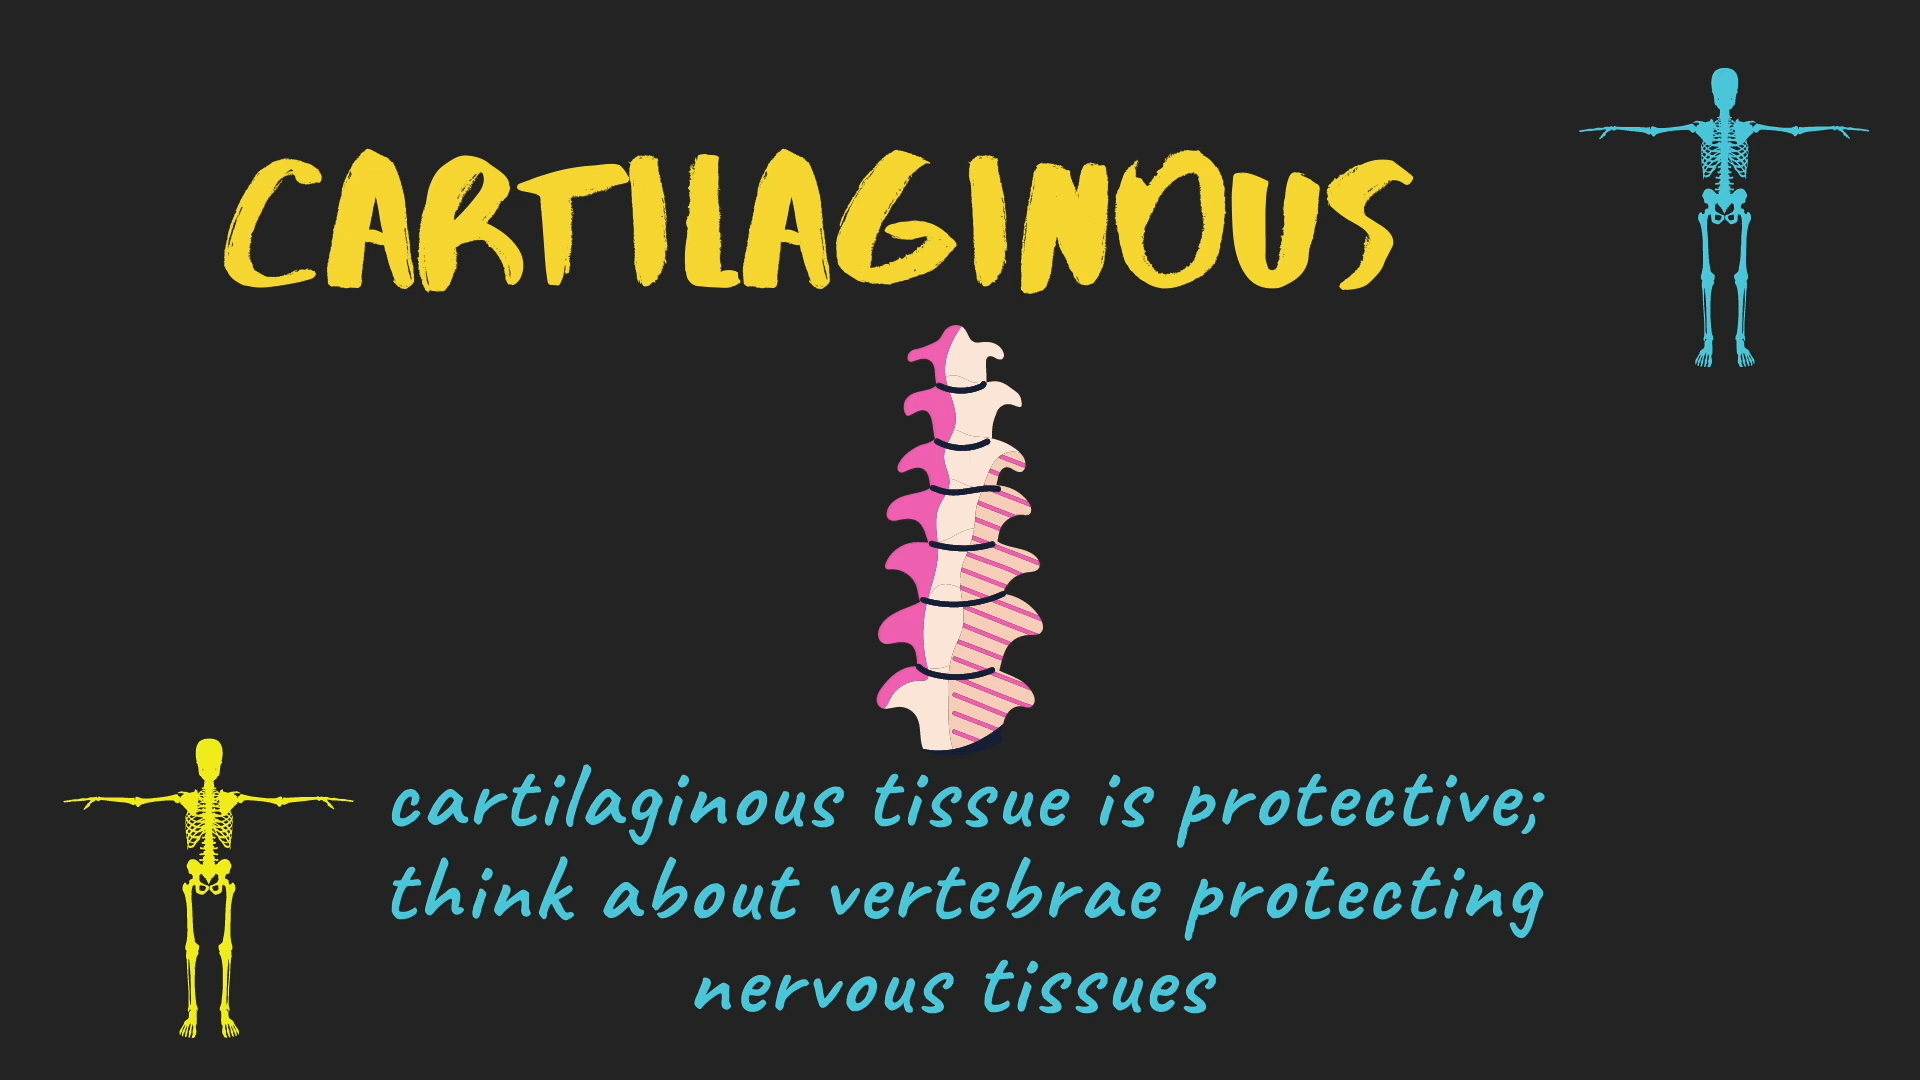 CARTILAGINOUS
cartilaginous tissue is protective;
think about vertebrae protecting
nervous tissues